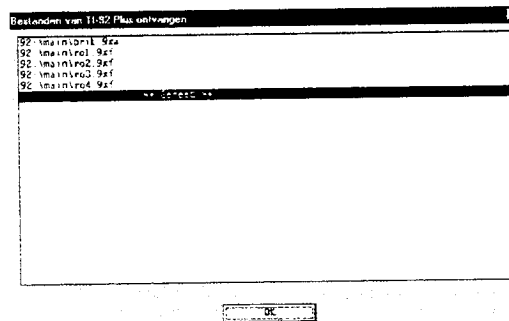 Bestanden van TI-92 Plus ontvangen
92 \main\bril.9xa
92 \main\ro1.9xf
92 \main\ro2.9xf
92 \main\ro3.9xf
92 \main\ro4.9xf
OK